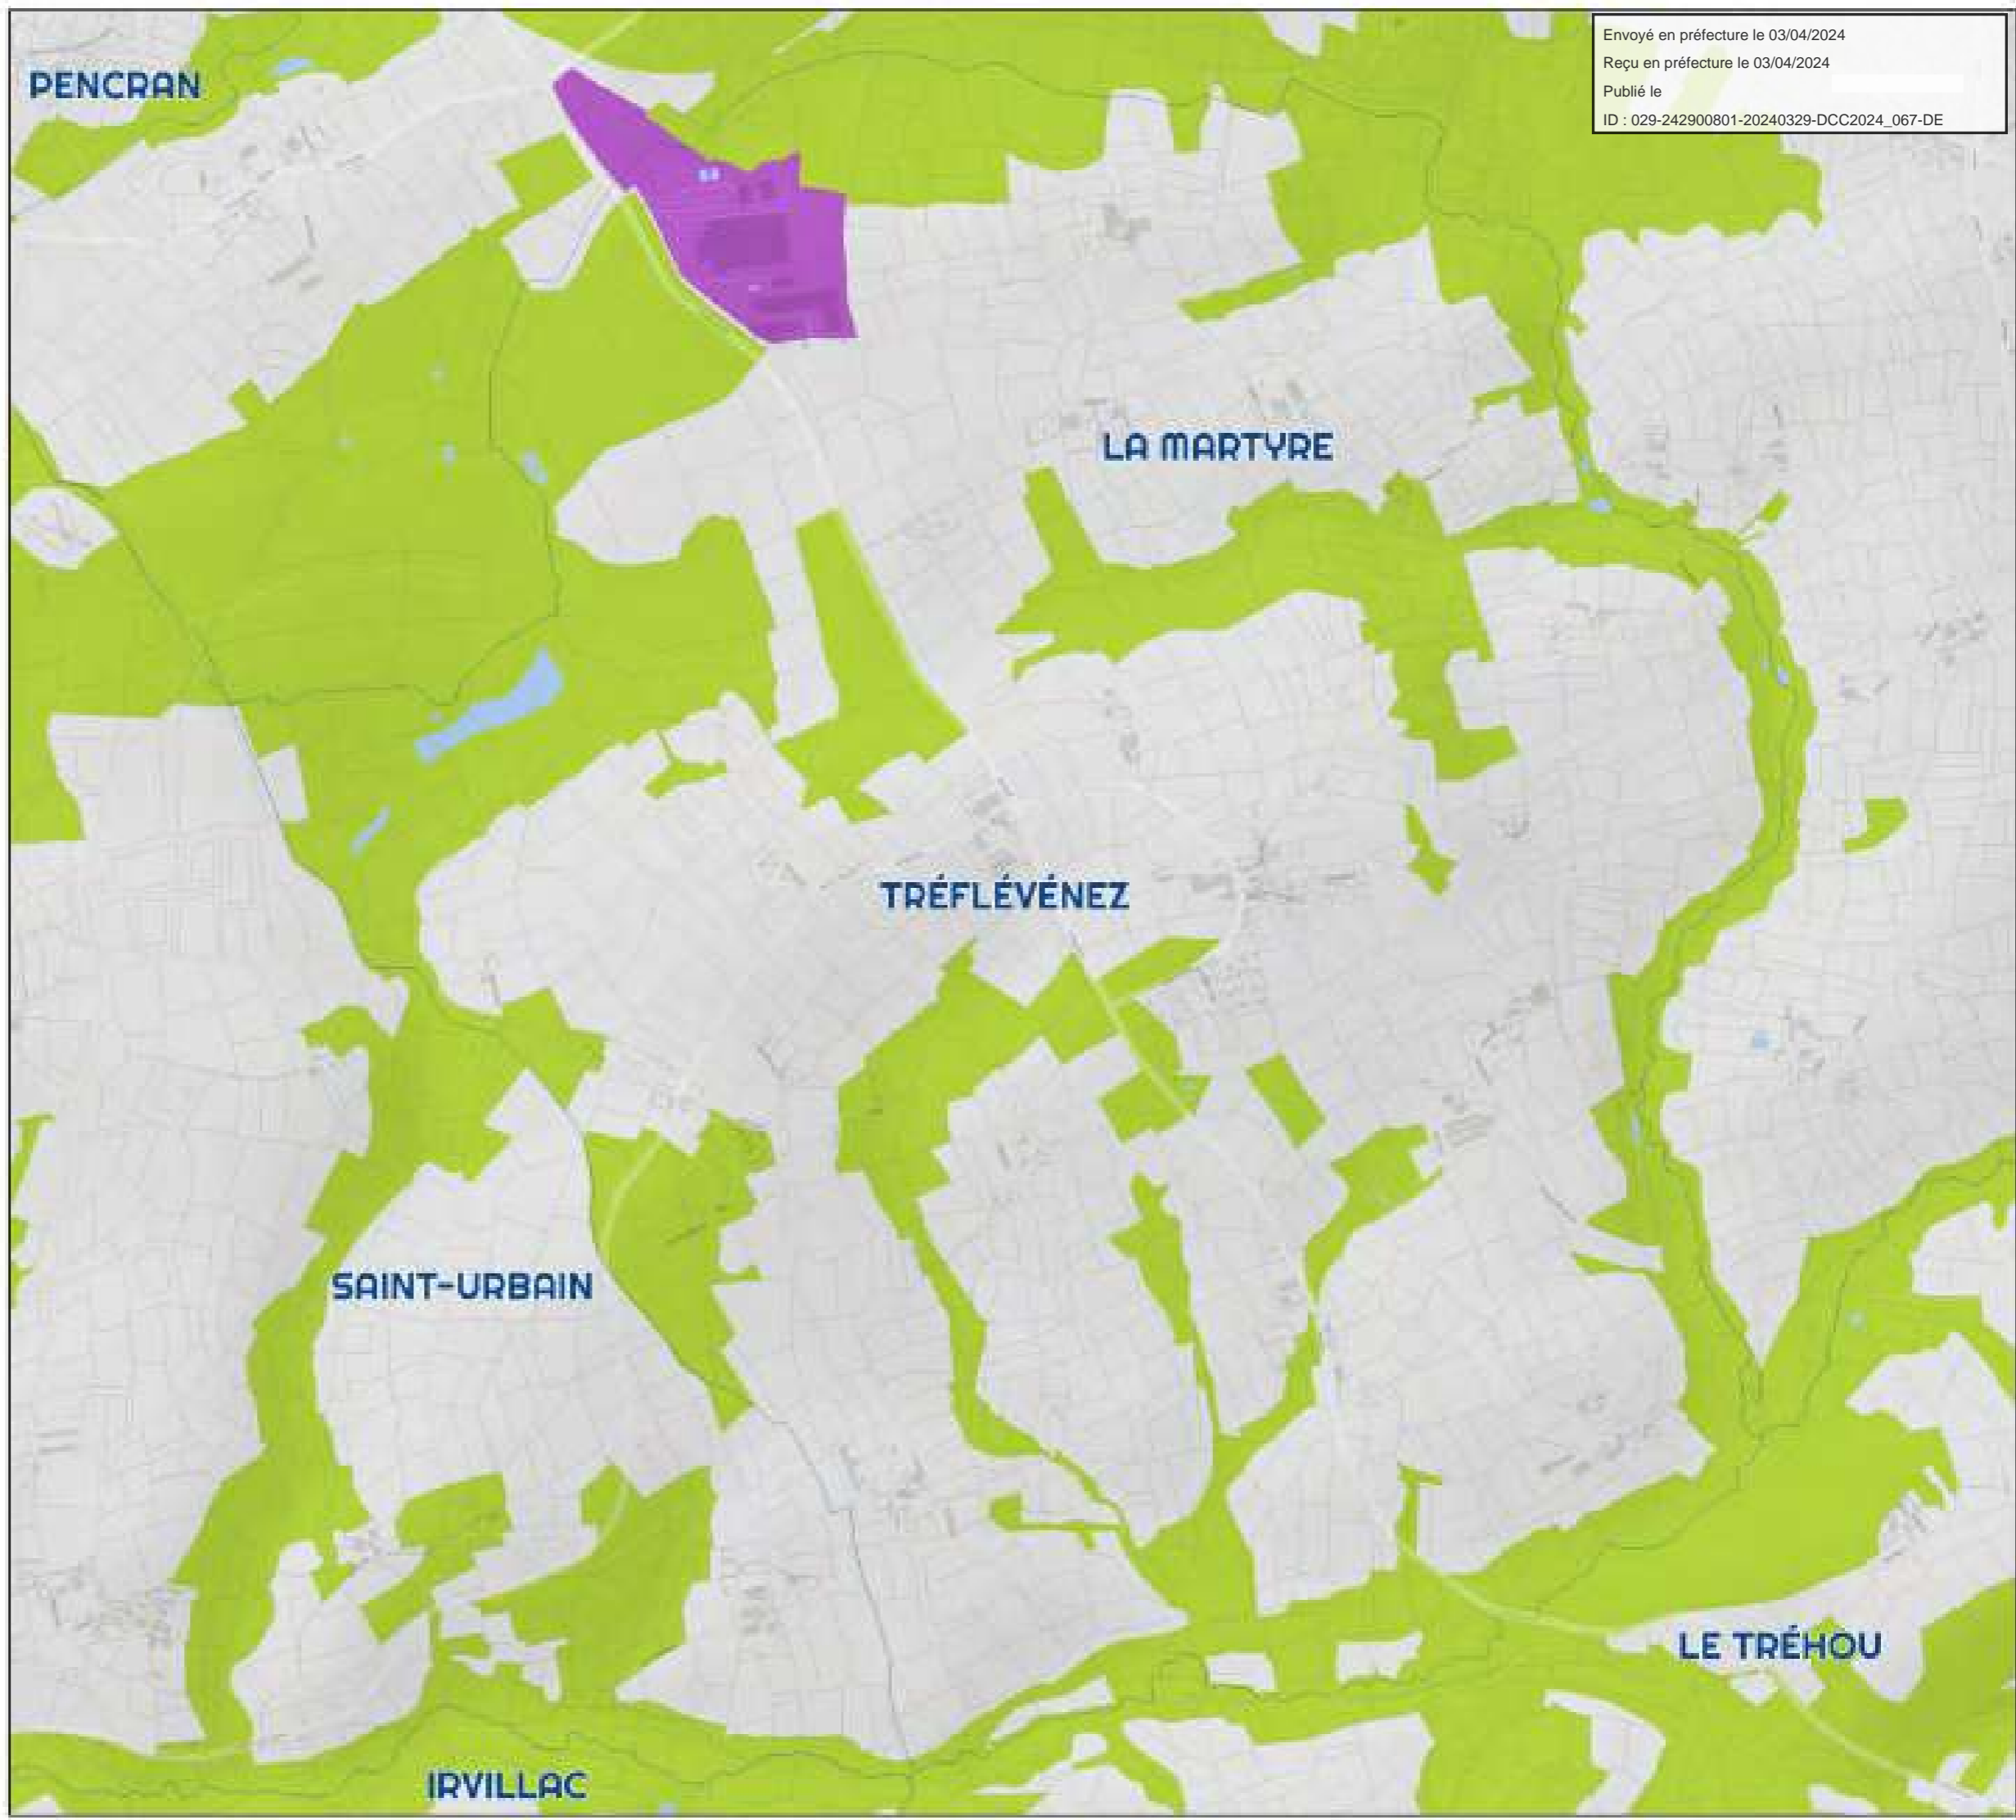 Envoyé en préfecture le 03/04/2024
Reçu en préfecture le 03/04/2024
Publié le
ID : 029-242900801-20240329-DCC2024_067-DE
PENCRAN
LA MARTYRE
TRÉFLÉVÉNEZ
SAINT-URBAIN
LE TRÉHOU
IRVILLAC